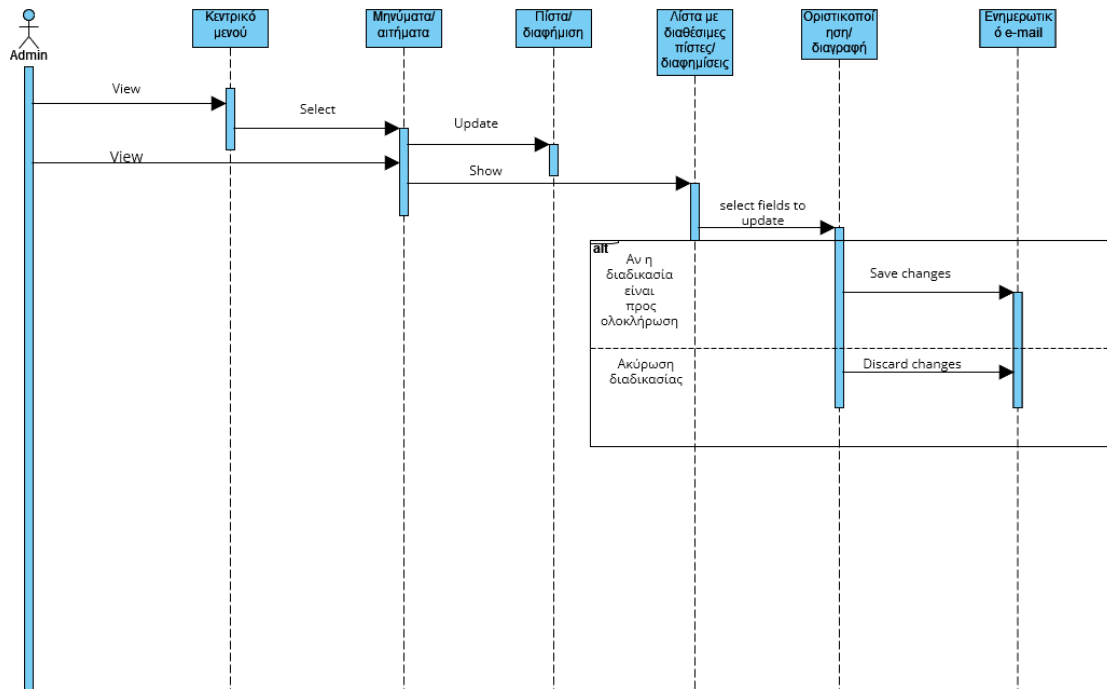 Admin
Κεντρικό
μενού
Μηνύματα/
αιτήματα
Πίστα/
διαφήμιση
Λίστα με
διαθέσιμες
πίστες/
διαφημίσεις
Οριστικοποί
ηση/
διαγραφή
Ενημερωτικ
ό e-mail
View
Select
Update
View
Show
select fields to
update
alt
Αν η
διαδικασία
είναι
προς
ολοκλήρωση
Save changes
Ακύρωση
διαδικασίας
Discard changes